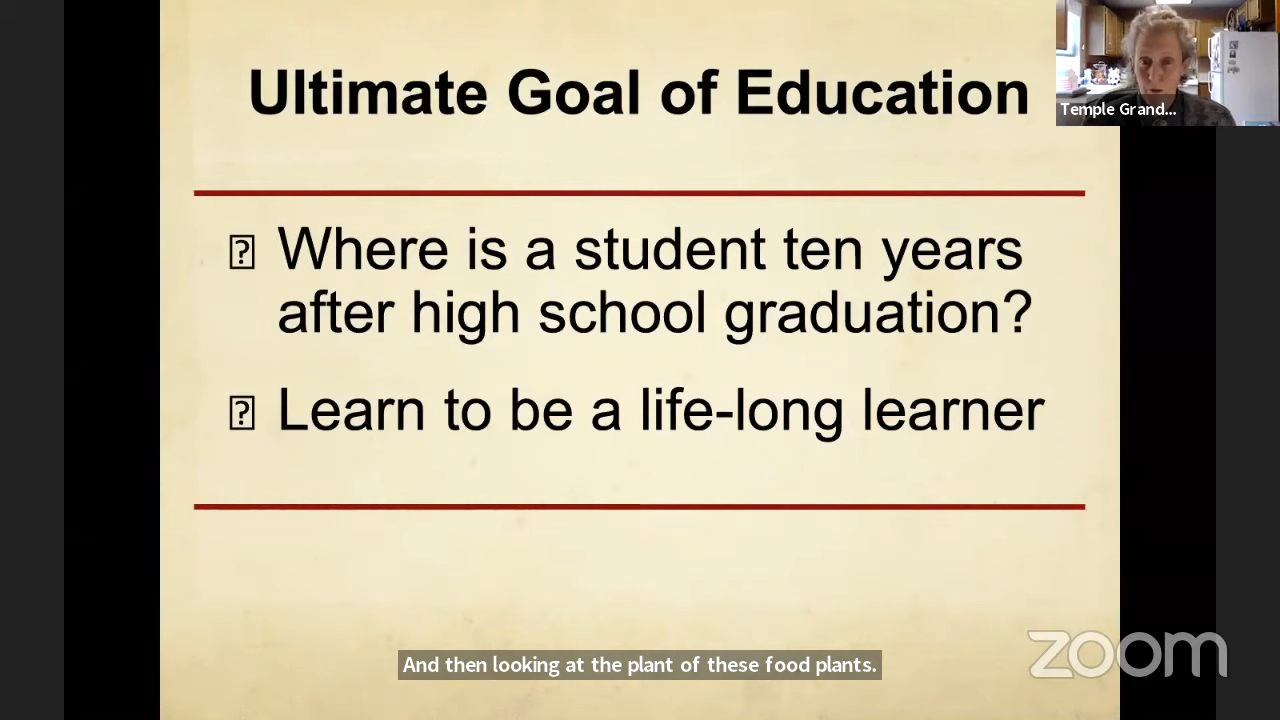 Ultimate Goal of Education
Temple Grand...
Where is a student ten years
after high school graduation?
Learn to be a life-long learner
And then looking at the plant of these food plants.
zoom